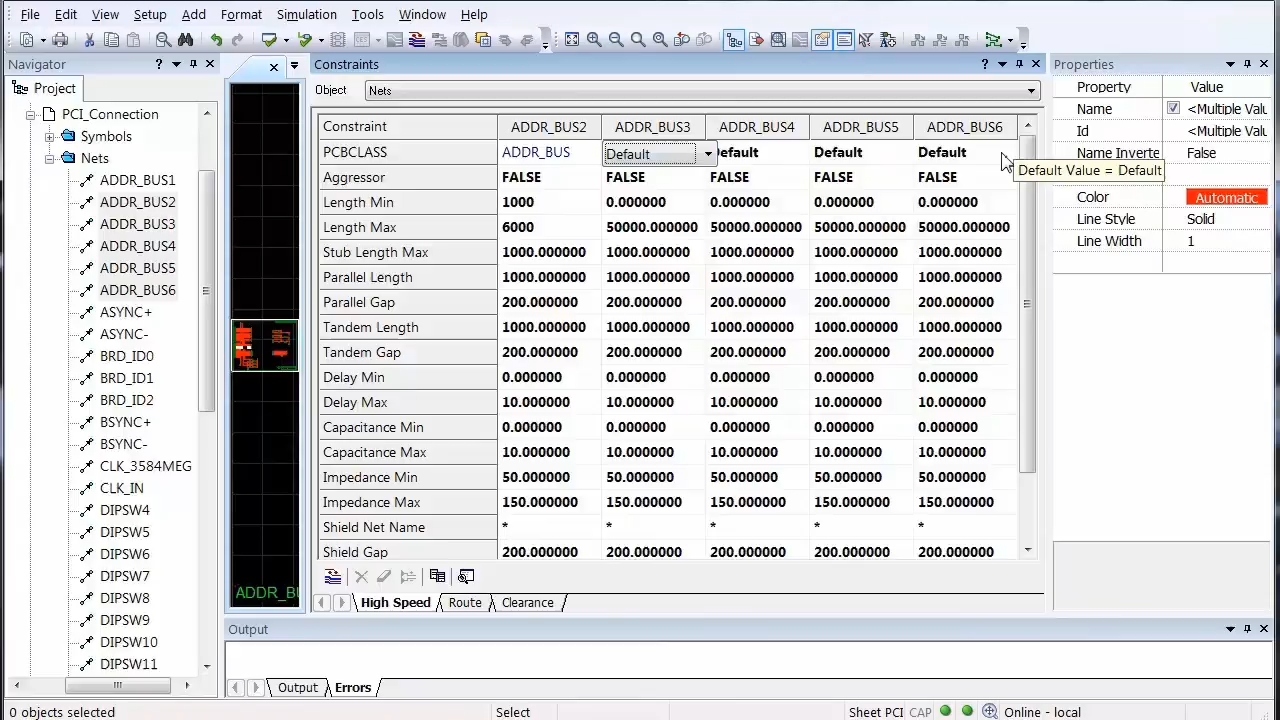 File Edit View Setup Add Format Simulation Tools Window Help
Navigator
Project
PCI_Connection
Symbols
Nets
ADDR_BUS1
ADDR_BUS2
ADDR_BUS3
ADDR_BUS4
ADDR_BUS5
ADDR_BUS6
ASYNC+
ASYNC-
BRD_ID0
BRD_ID1
BRD_ID2
BSYNC+
BSYNC-
CLK_3584MEG
CLK_IN
DIPSW4
DIPSW5
DIPSW6
DIPSW7
DIPSW8
DIPSW9
DIPSW10
DIPSW11
ADDR_BU
Constraints
Object Nets
Constraint ADDR_BUS2 ADDR_BUS3 ADDR_BUS4 ADDR_BUS5 ADDR_BUS6
PCBCLASS ADDR_BUS Default Default Default Default
Aggressor FALSE FALSE FALSE FALSE FALSE
Length Min 1000 0.000000 0.000000 0.000000 0.000000
Length Max 6000 50000.000000 50000.000000 50000.000000 50000.000000
Stub Length Max 1000.000000 1000.000000 1000.000000 1000.000000 1000.000000
Parallel Length 1000.000000 1000.000000 1000.000000 1000.000000 1000.000000
Parallel Gap 200.000000 200.000000 200.000000 200.000000 200.000000
Tandem Length 1000.000000 1000.000000 1000.000000 1000.000000 1000.000000
Tandem Gap 200.000000 200.000000 200.000000 200.000000 200.000000
Delay Min 0.000000 0.000000 0.000000 0.000000 0.000000
Delay Max 10.000000 10.000000 10.000000 10.000000 10.000000
Capacitance Min 0.000000 0.000000 0.000000 0.000000 0.000000
Capacitance Max 10.000000 10.000000 10.000000 10.000000 10.000000
Impedance Min 50.000000 50.000000 50.000000 50.000000 50.000000
Impedance Max 150.000000 150.000000 150.000000 150.000000 150.000000
Shield Net Name * * * * *
Shield Gap 200.000000 200.000000 200.000000 200.000000 200.000000
High Speed Route Clearance
Default Value = Default
Properties
Property Value
Name <Multiple Valu
Id <Multiple Valu
Name Inverte False
Color Automatic
Line Style Solid
Line Width 1
Output
Output Errors
0 objects selected Select Sheet PCI CAP Online - local